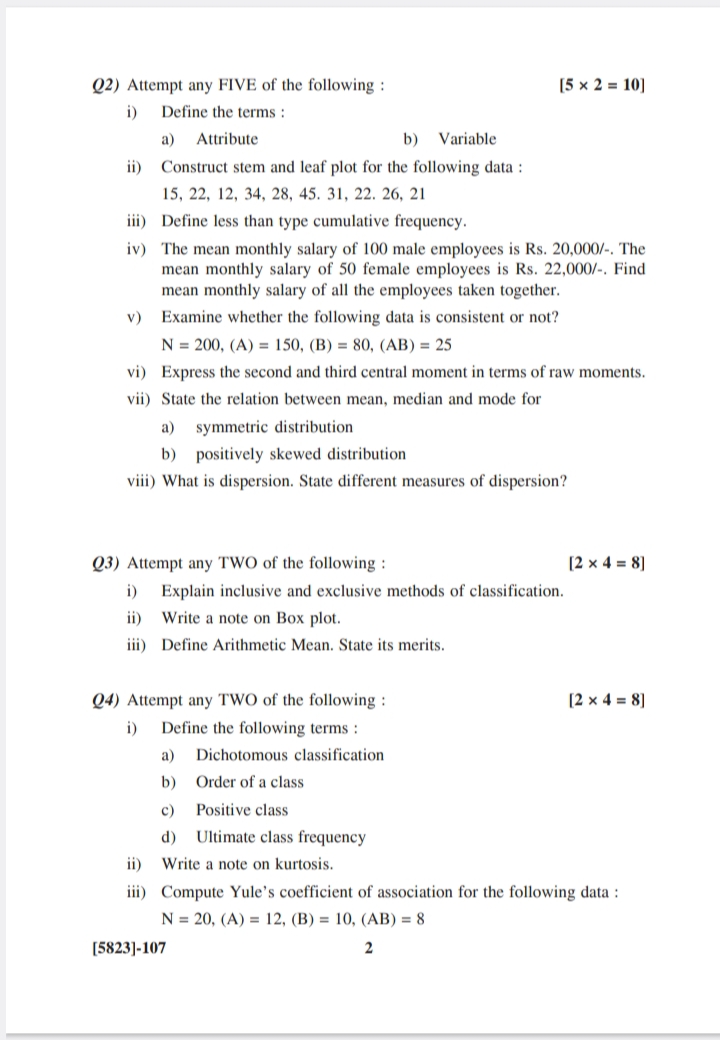 Q2) Attempt any FIVE of the following : [5 × 2 = 10]
i) Define the terms :
a) Attribute b) Variable
ii) Construct stem and leaf plot for the following data :
15, 22, 12, 34, 28, 45. 31, 22. 26, 21
iii) Define less than type cumulative frequency.
iv) The mean monthly salary of 100 male employees is Rs. 20,000/-. The
mean monthly salary of 50 female employees is Rs. 22,000/-. Find
mean monthly salary of all the employees taken together.
v) Examine whether the following data is consistent or not?
N = 200, (A) = 150, (B) = 80, (AB) = 25
vi) Express the second and third central moment in terms of raw moments.
vii) State the relation between mean, median and mode for
a) symmetric distribution
b) positively skewed distribution
viii) What is dispersion. State different measures of dispersion?
Q3) Attempt any TWO of the following : [2 × 4 = 8]
i) Explain inclusive and exclusive methods of classification.
ii) Write a note on Box plot.
iii) Define Arithmetic Mean. State its merits.
Q4) Attempt any TWO of the following : [2 × 4 = 8]
i) Define the following terms :
a) Dichotomous classification
b) Order of a class
c) Positive class
d) Ultimate class frequency
ii) Write a note on kurtosis.
iii) Compute Yule's coefficient of association for the following data :
N = 20, (A) = 12, (B) = 10, (AB) = 8
[5823]-107 2